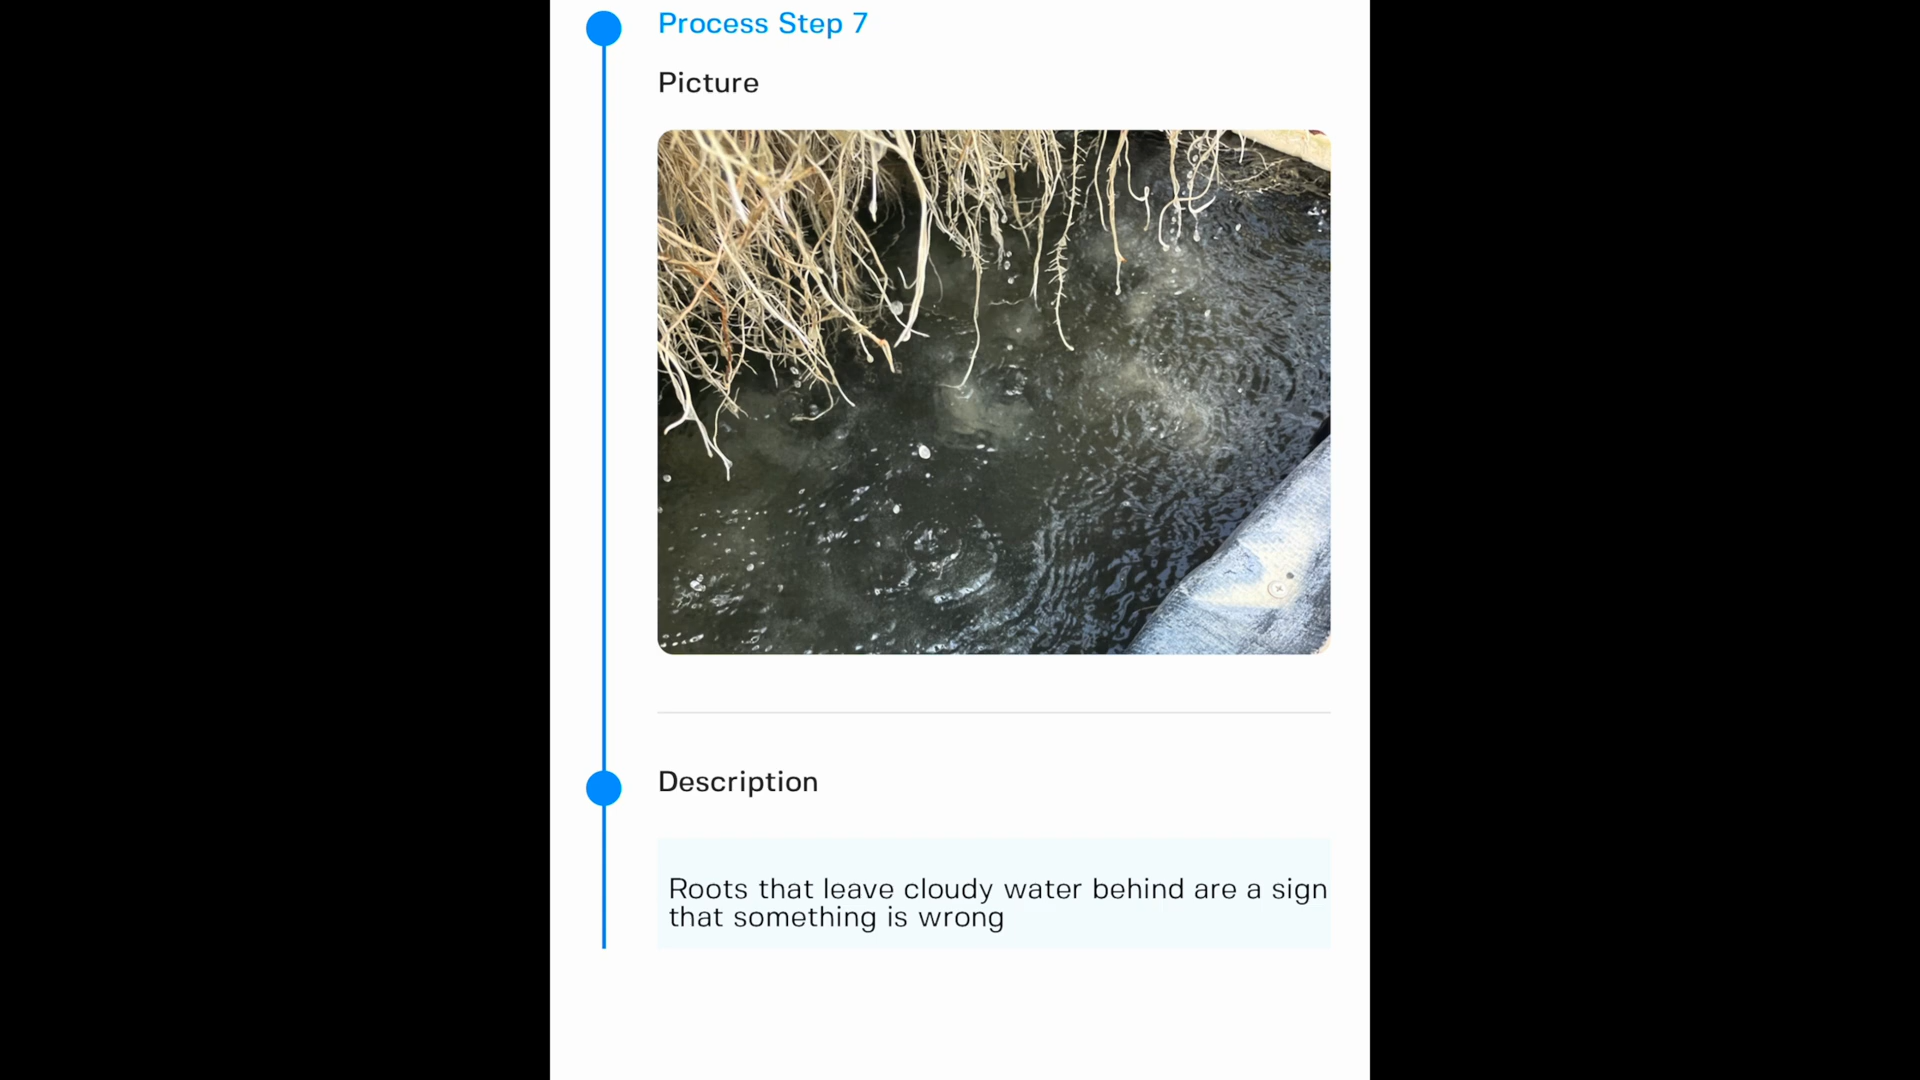 Process Step 7
Picture
Description
Roots that leave cloudy water behind are a sign
that something is wrong